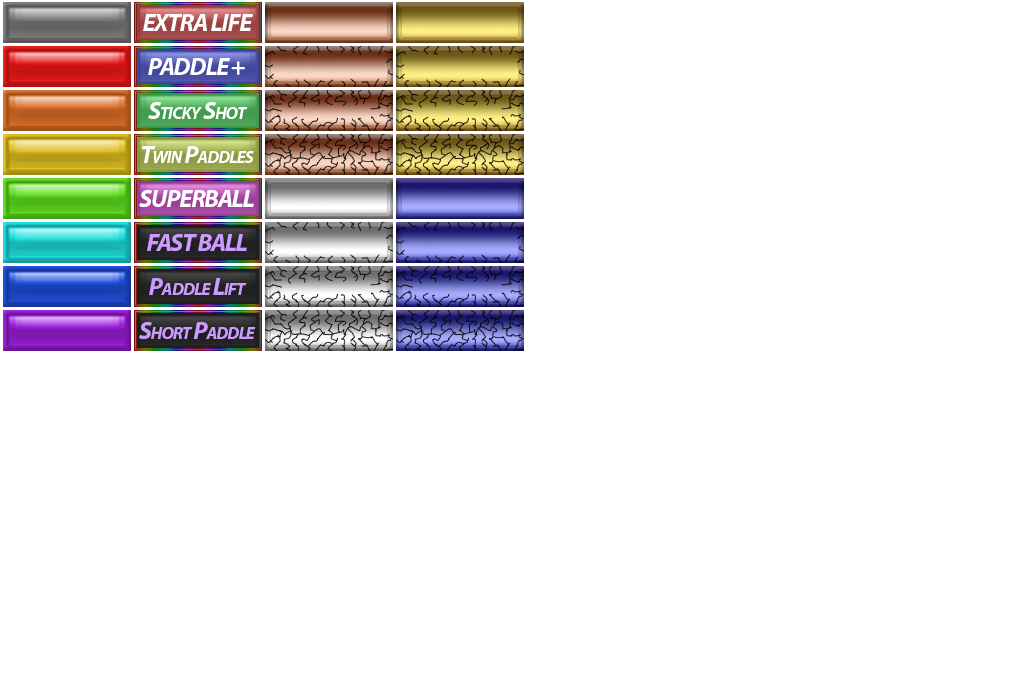 EXTRA LIFE
PADDLE+
STICKY SHOT
TWIN PADDLES
SUPERBALL
FAST BALL
PADDLE LIFT
SHORT PADDLE